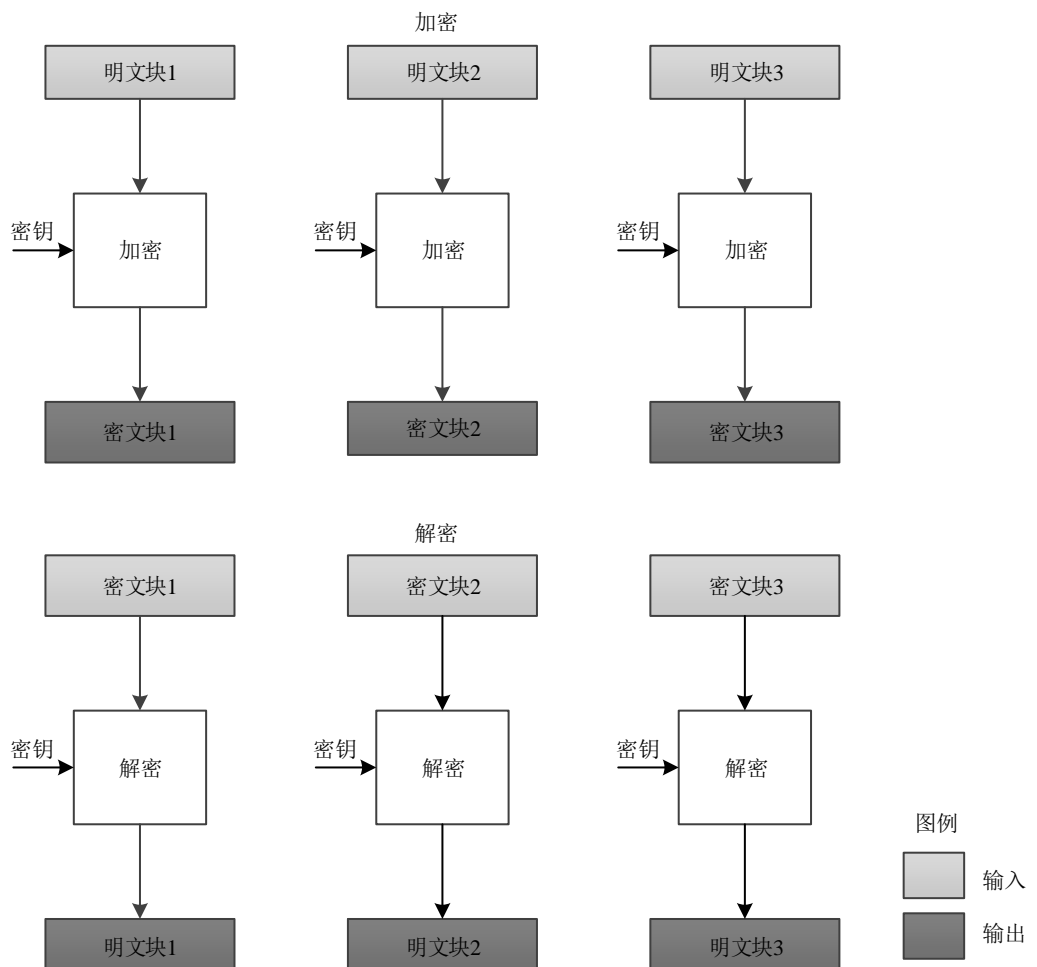 加密
明文块1 明文块2 明文块3
密钥 加密 密钥 加密 密钥 加密
密文块1 密文块2 密文块3
解密
密文块1 密文块2 密文块3
密钥 解密 密钥 解密 密钥 解密
图例
输入
输出
明文块1 明文块2 明文块3